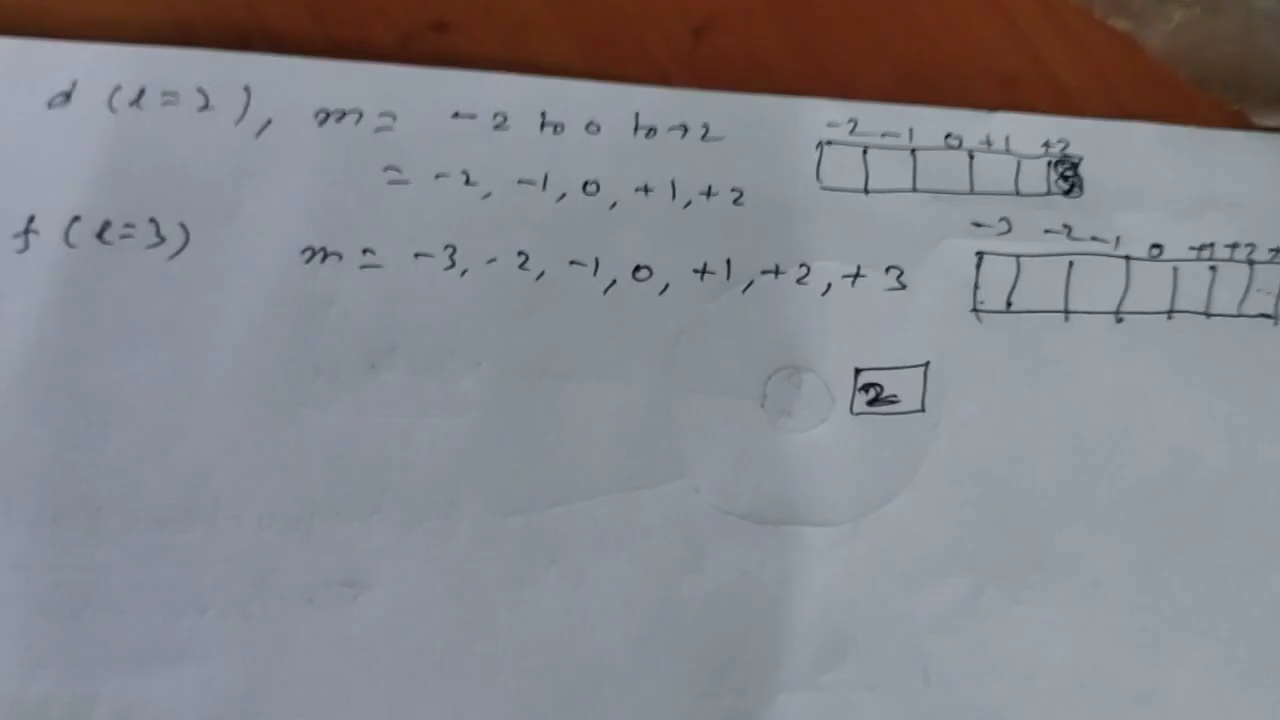 d (l=2), m= -2 to 0 to +2
-2 -1 0 +1 +2
= -2, -1, 0, +1, +2
f (l=3) m= -3, -2, -1, 0, +1, +2, +3
-3 -2 -1 0 +1 +2 +
2